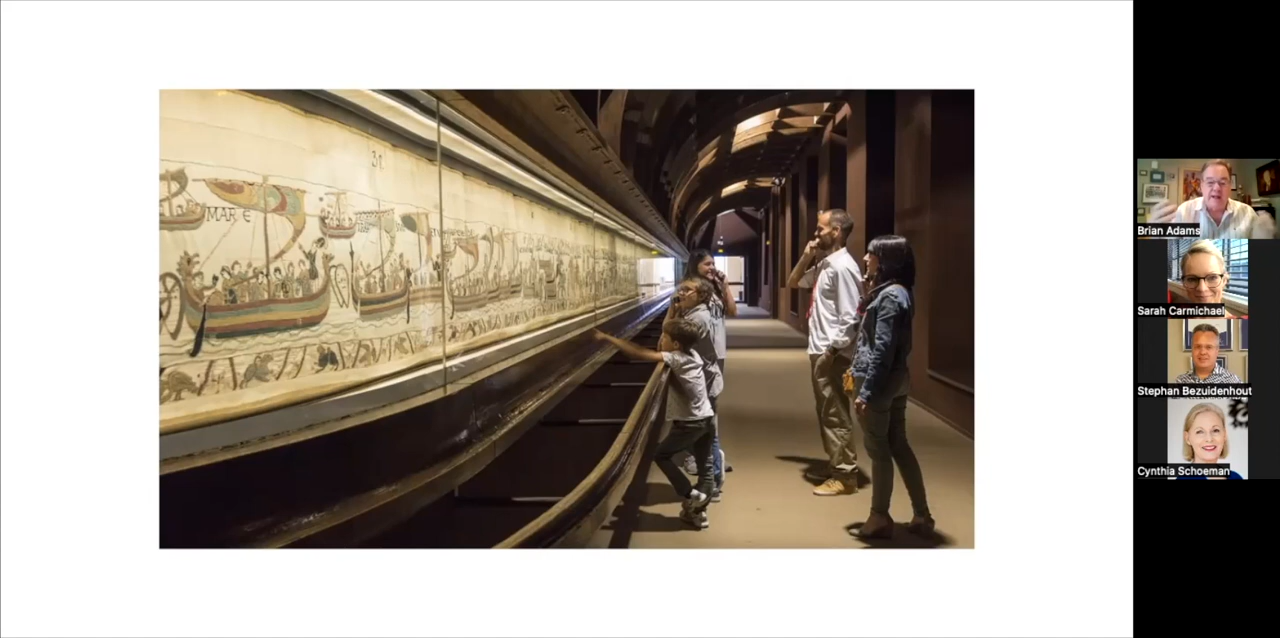 31
MARE
Brian Adams
Sarah Carmichael
Stephan Bezuidenhout
Cynthia Schoeman